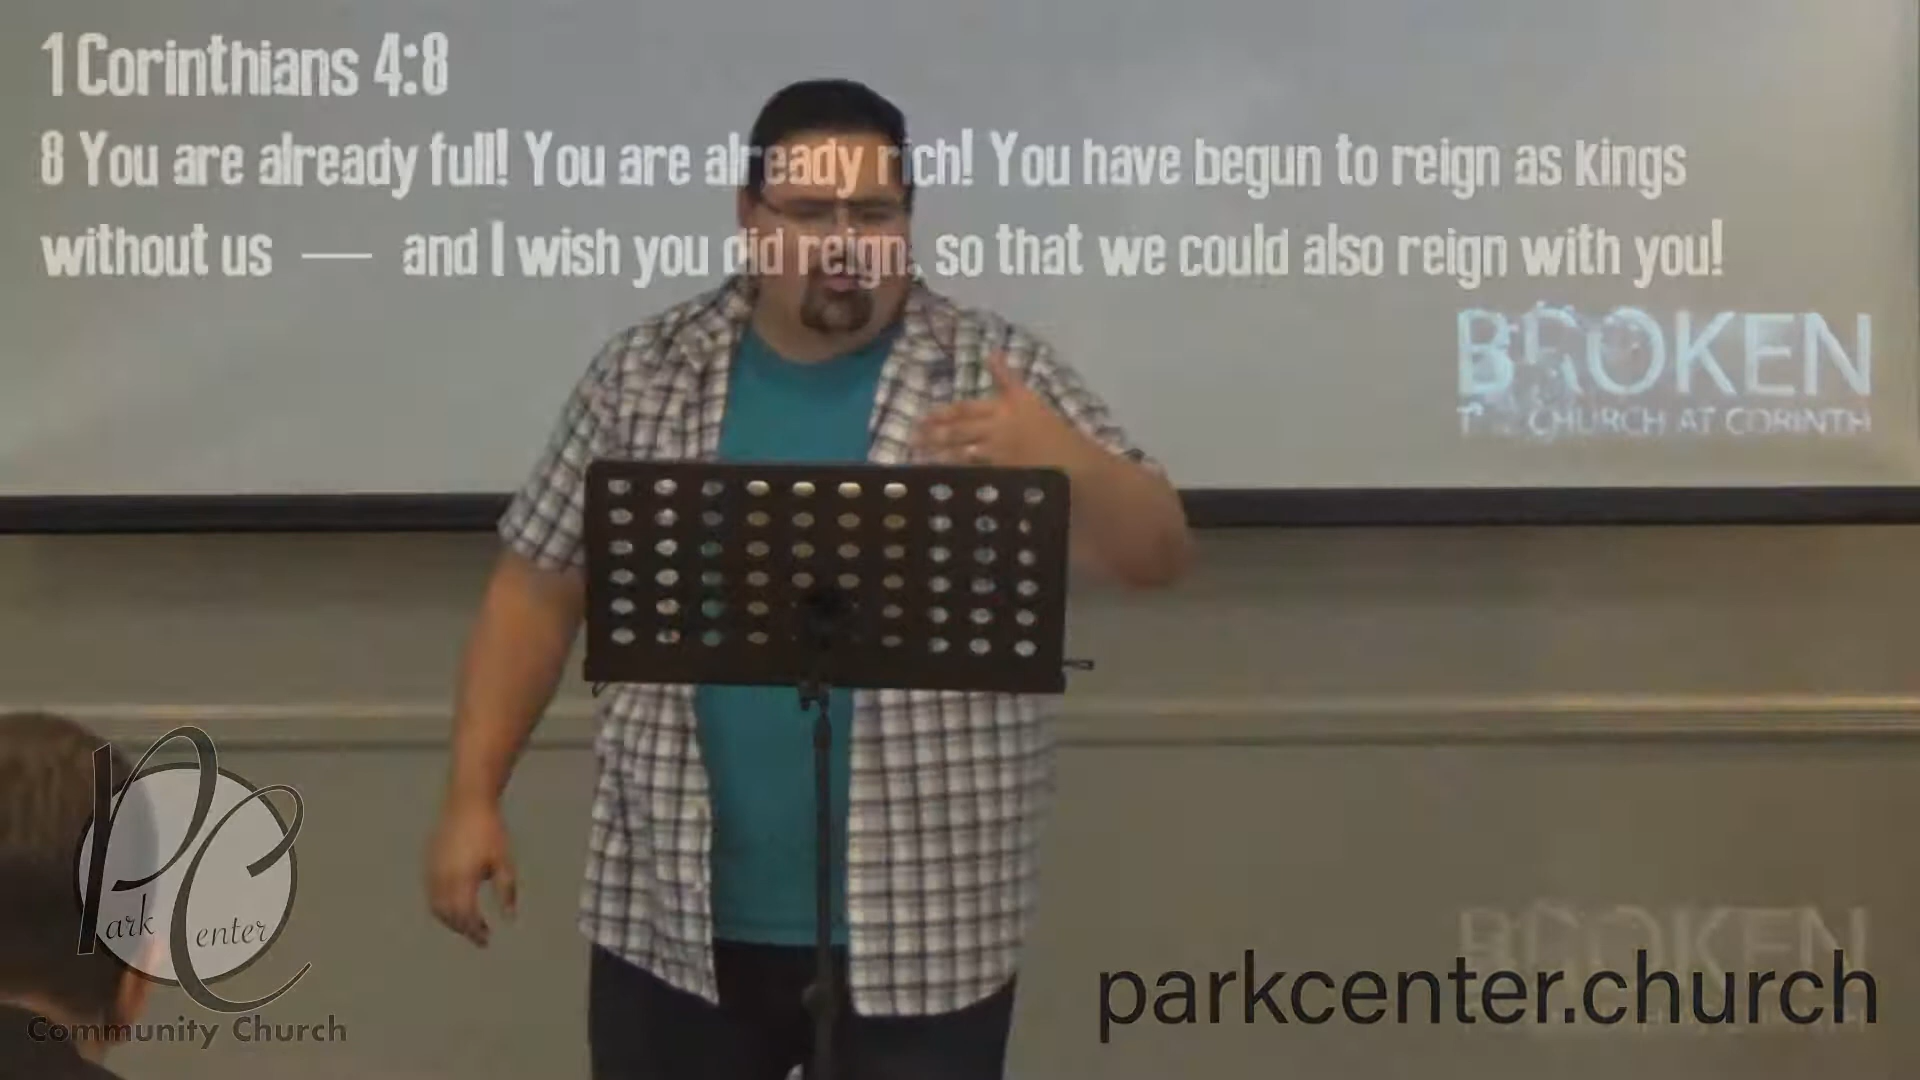 1 Corinthians 4:8
8 You are already full! You are already rich! You have begun to reign as kings
without us — and I wish you did reign, so that we could also reign with you!
BROKEN
THE CHURCH AT CORINTH
Park Center
Community Church
BROKEN
parkcenter.church